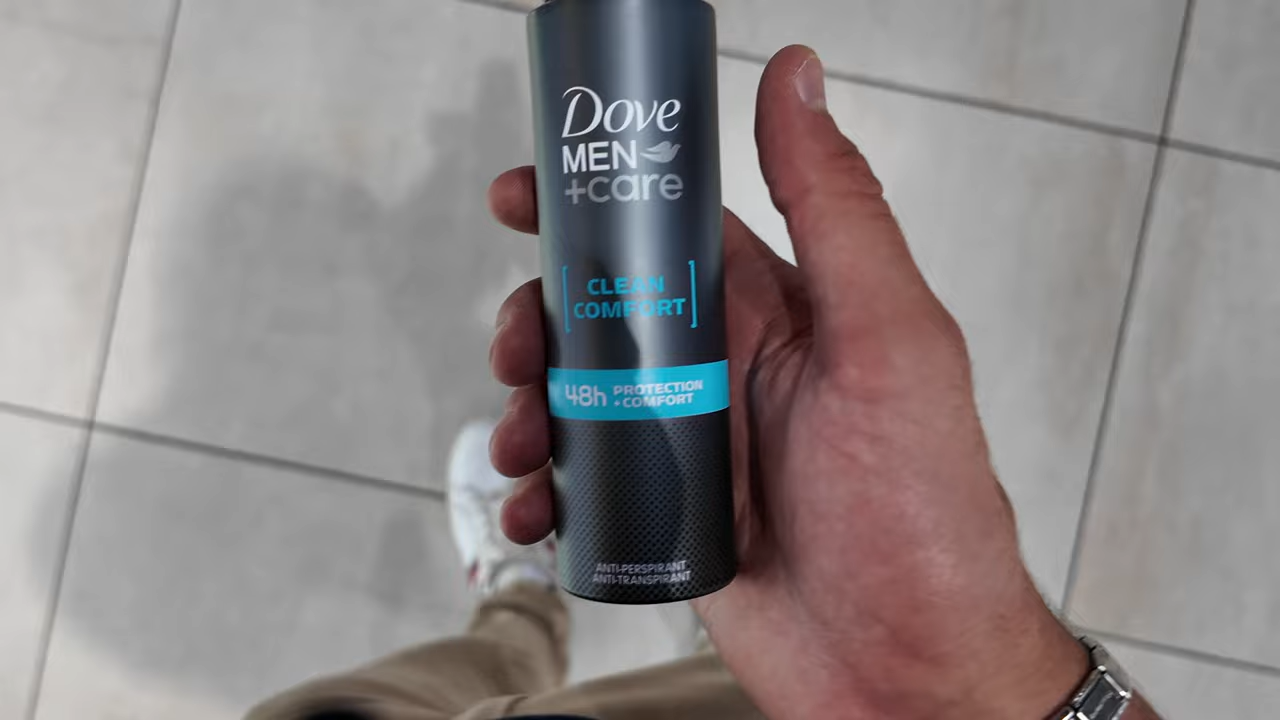 Dove
MEN
+care
CLEAN
COMFORT
48h PROTECTION
+COMFORT
ANTI-PERSPIRANT
ANTI-TRANSPIRANT